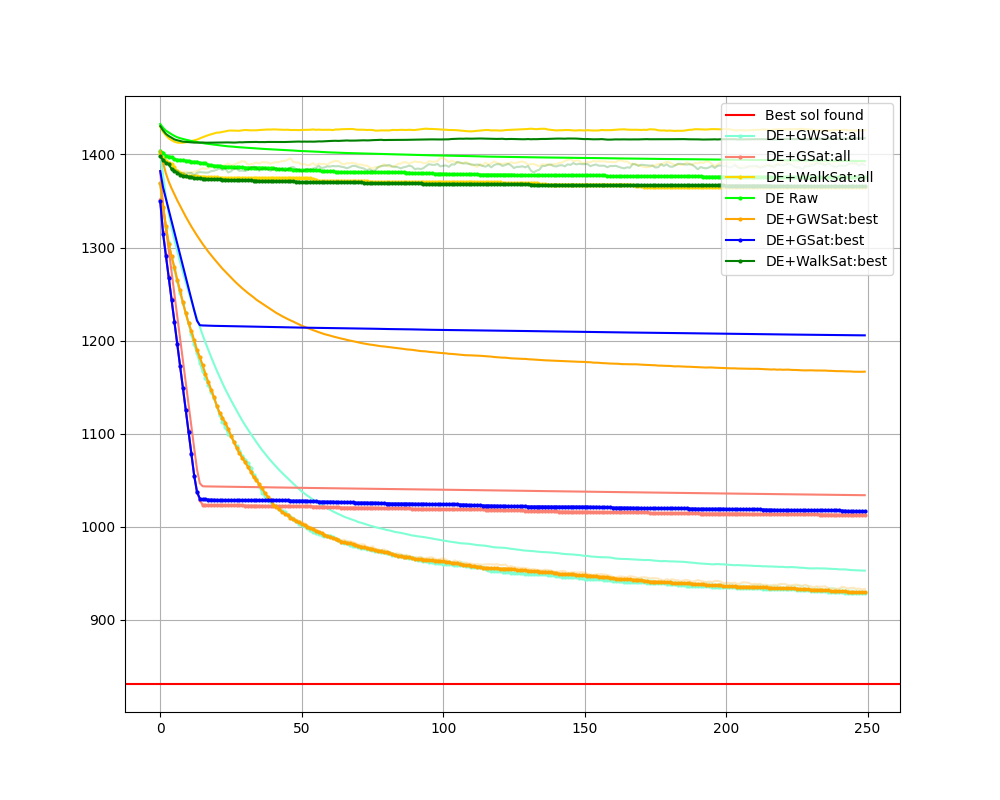 Best sol found
DE+GWSat:all
DE+GSat:all
DE+WalkSat:all
DE Raw
DE+GWSat:best
DE+GSat:best
DE+WalkSat:best
1400
1300
1200
1100
1000
900
0 50 100 150 200 250